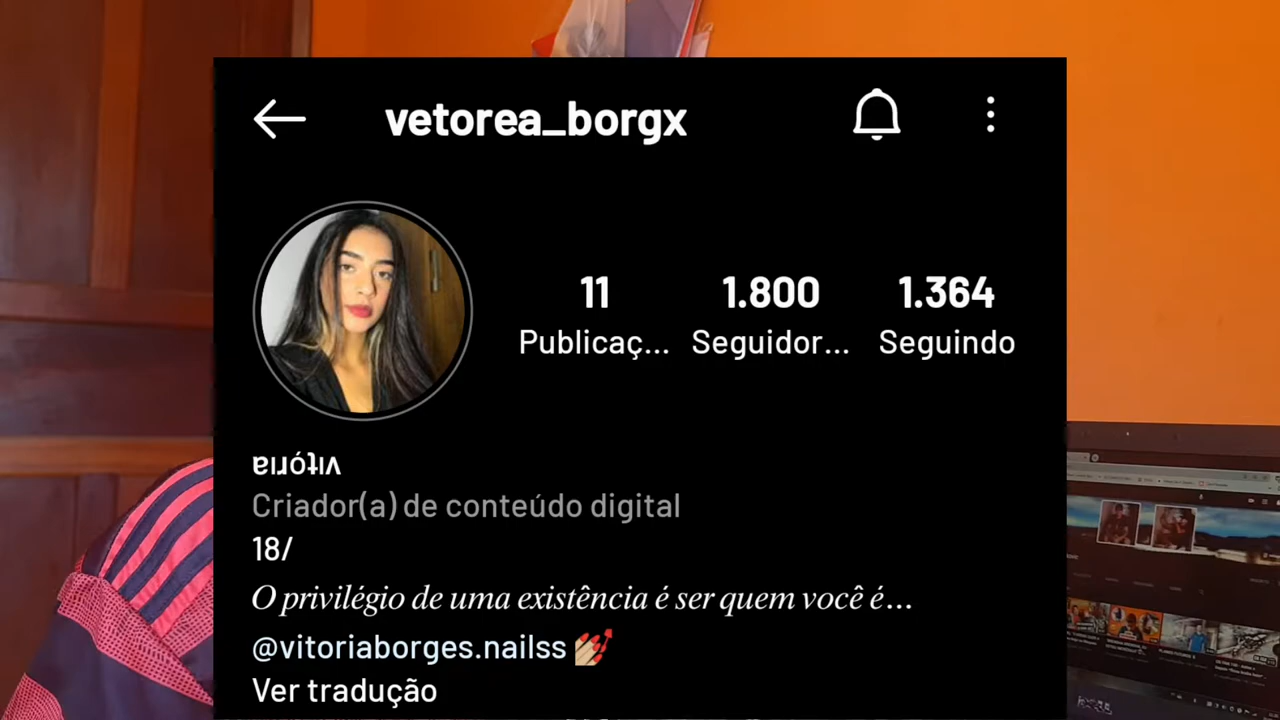 vetorea_borgx
11 1.800 1.364
Publicaç... Seguidor... Seguindo
ɐıɹóʇıΛ
Criador(a) de conteúdo digital
18/
O privilégio de uma existência é ser quem você é...
@vitoriaborges.nailss 💅🏼
Ver tradução